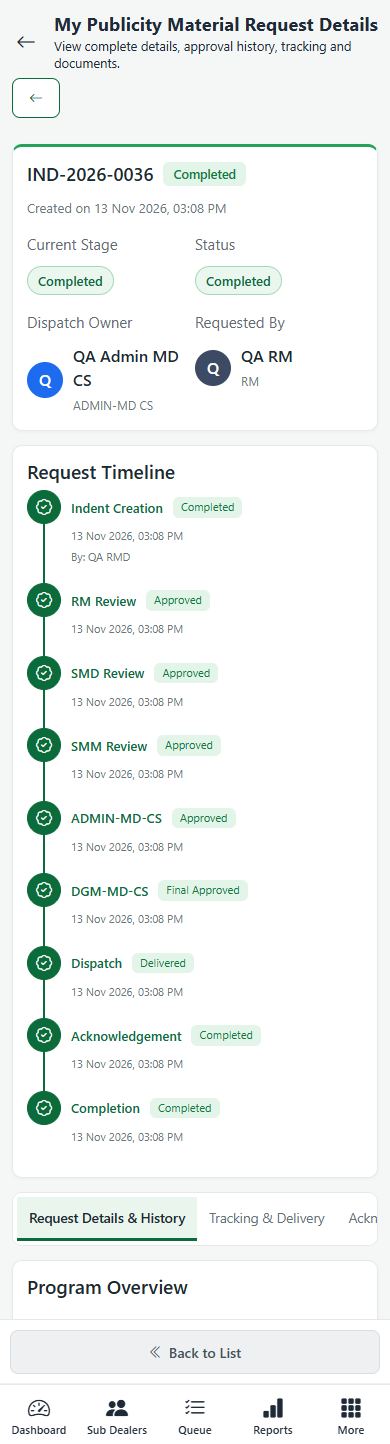 My Publicity Material Request Details
View complete details, approval history, tracking and
documents.
IND-2026-0036 Completed
Created on 13 Nov 2026, 03:08 PM
Current Stage Status
Completed Completed
Dispatch Owner Requested By
Q QA Admin MD CS Q QA RM
ADMIN-MD CS RM
Request Timeline
Indent Creation Completed
13 Nov 2026, 03:08 PM
By: QA RMD
RM Review Approved
13 Nov 2026, 03:08 PM
SMD Review Approved
13 Nov 2026, 03:08 PM
SMM Review Approved
13 Nov 2026, 03:08 PM
ADMIN-MD-CS Approved
13 Nov 2026, 03:08 PM
DGM-MD-CS Final Approved
13 Nov 2026, 03:08 PM
Dispatch Delivered
13 Nov 2026, 03:08 PM
Acknowledgement Completed
13 Nov 2026, 03:08 PM
Completion Completed
13 Nov 2026, 03:08 PM
Request Details & History Tracking & Delivery Ackn
Program Overview
Back to List
Dashboard Sub Dealers Queue Reports More